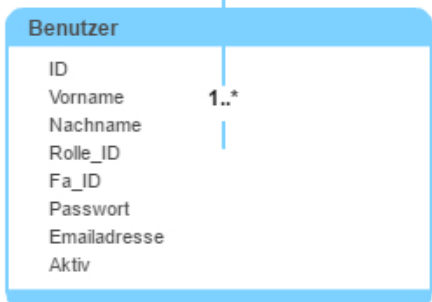 Benutzer
ID
Vorname
1..*
Nachname
Rolle_ID
Fa_ID
Passwort
Emailadresse
Aktiv